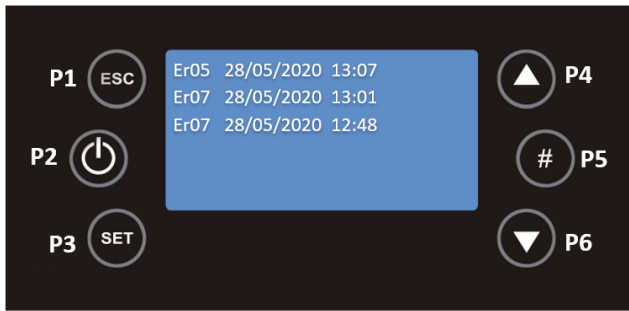 P1 ESC
Er05 28/05/2020 13:07
Er07 28/05/2020 13:01
Er07 28/05/2020 12:48
P4
P2
# P5
P3 SET
P6